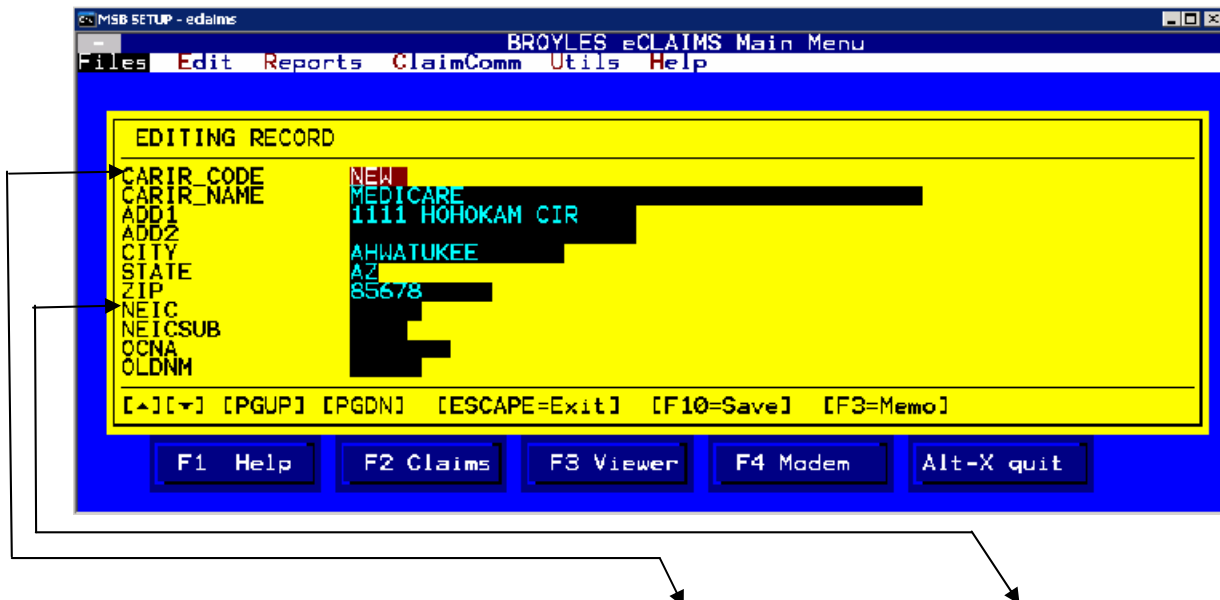 MSB SETUP - eclaims
BROYLES eCLAIMS Main Menu
Files Edit Reports ClaimComm Utils Help
EDITING RECORD
CARIR_CODE NEW
CARIR_NAME MEDICARE
ADD1 1111 HOHOKAM CIR
ADD2
CITY AHWATUKEE
STATE AZ
ZIP 85678
NEIC
NEICSUB
OCNA
OLDNM
[▲][▼] [PGUP] [PGDN] [ESCAPE=Exit] [F10=Save] [F3=Memo]
F1 Help F2 Claims F3 Viewer F4 Modem Alt-X quit